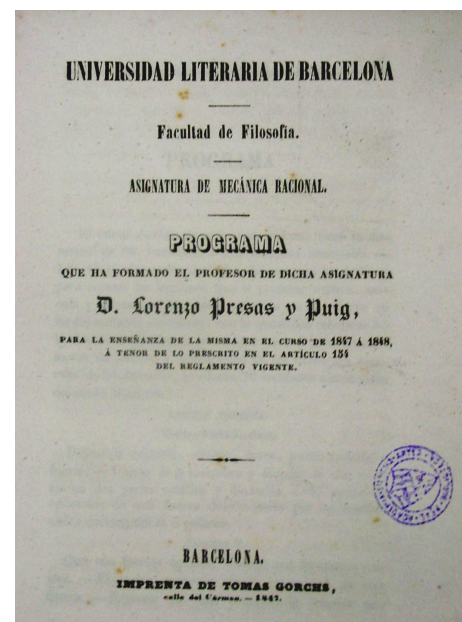 UNIVERSIDAD LITERARIA DE BARCELONA
Facultad de Filosofía.
ASIGNATURA DE MECÁNICA RACIONAL.
PROGRAMA
QUE HA FORMADO EL PROFESOR DE DICHA ASIGNATURA
D. Lorenzo Presas y Puig,
PARA LA ENSEÑANZA DE LA MISMA EN EL CURSO DE 1847 Á 1848,
Á TENOR DE LO PRESCRITO EN EL ARTÍCULO 154
DEL REGLAMENTO VIGENTE.
BARCELONA.
IMPRENTA DE TOMAS GORCHS,
calle del Cármen. — 1847.